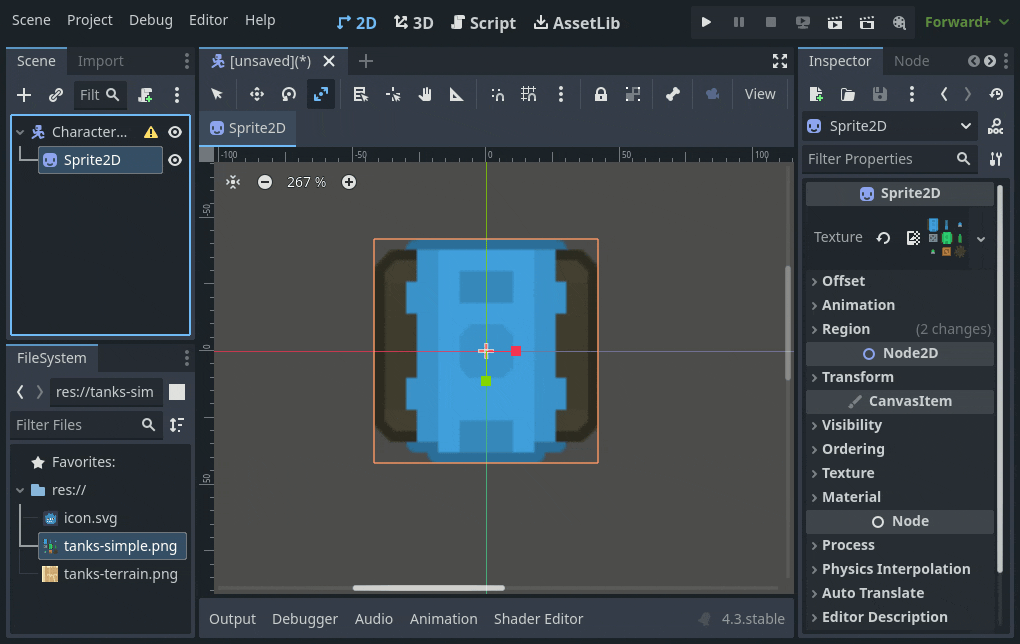 Scene Project Debug Editor Help 2D 3D Script AssetLib Forward+
Scene Import
Filt
Character...
Sprite2D
FileSystem
res://tanks-sim
Filter Files
Favorites:
res://
icon.svg
tanks-simple.png
tanks-terrain.png
[unsaved](*)
View
Sprite2D
-100 -50 0 50 100
-50
0
50
267 %
Output Debugger Audio Animation Shader Editor 4.3.stable
Inspector Node
Sprite2D
Filter Properties
Sprite2D
Texture
Offset
Animation
Region (2 changes)
Node2D
Transform
CanvasItem
Visibility
Ordering
Texture
Material
Node
Process
Physics Interpolation
Auto Translate
Editor Description